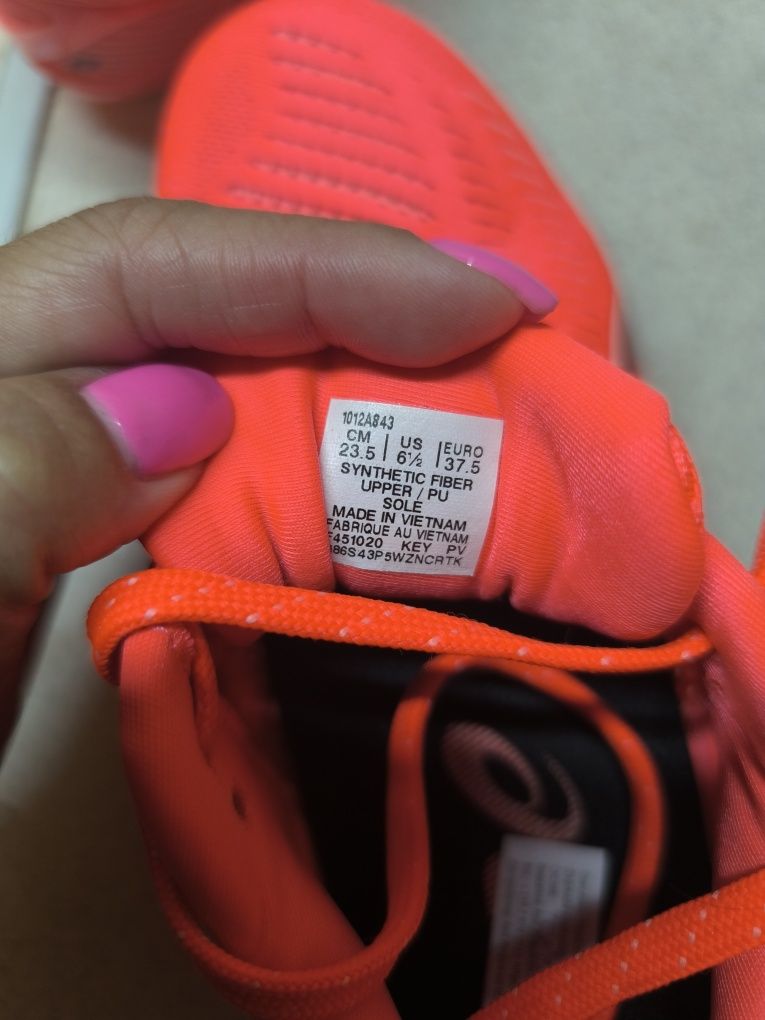 1012A843
CM | US | EURO
23.5 | 6½ | 37.5
SYNTHETIC FIBER
UPPER / PU
SOLE
MADE IN VIETNAM
FABRIQUE AU VIETNAM
F451020 KEY PV
86S43P5WZNCRTK